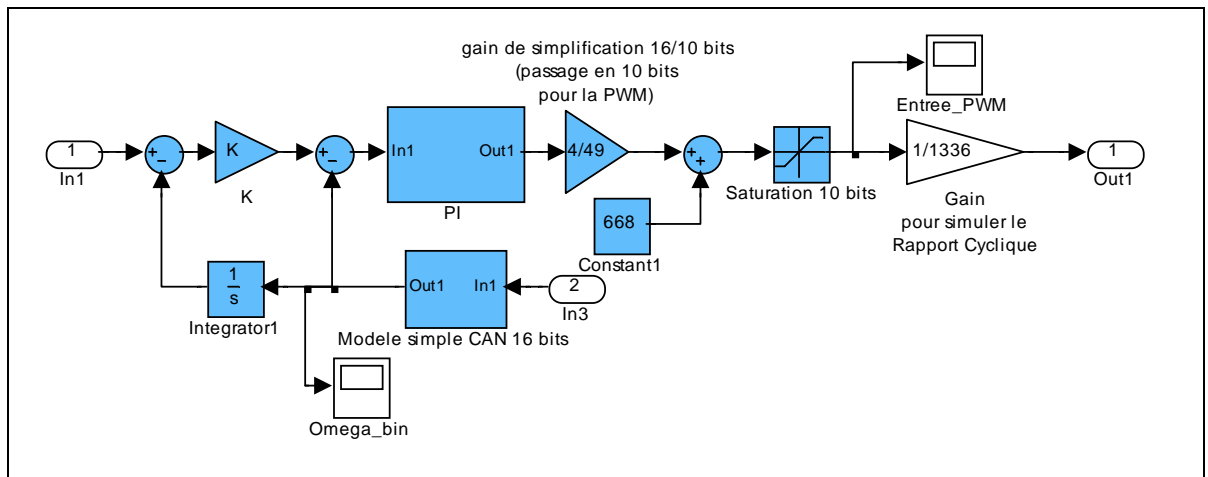 gain de simplification 16/10 bits
(passage en 10 bits
pour la PWM)
Entree_PWM
1
In1
+
−
K
K
+
−
In1
Out1
PI
4/49
+
+
Saturation 10 bits
1/1336
Gain
pour simuler le
Rapport Cyclique
1
Out1
668
Constant1
1
s
Integrator1
Out1
In1
Modele simple CAN 16 bits
2
In3
Omega_bin